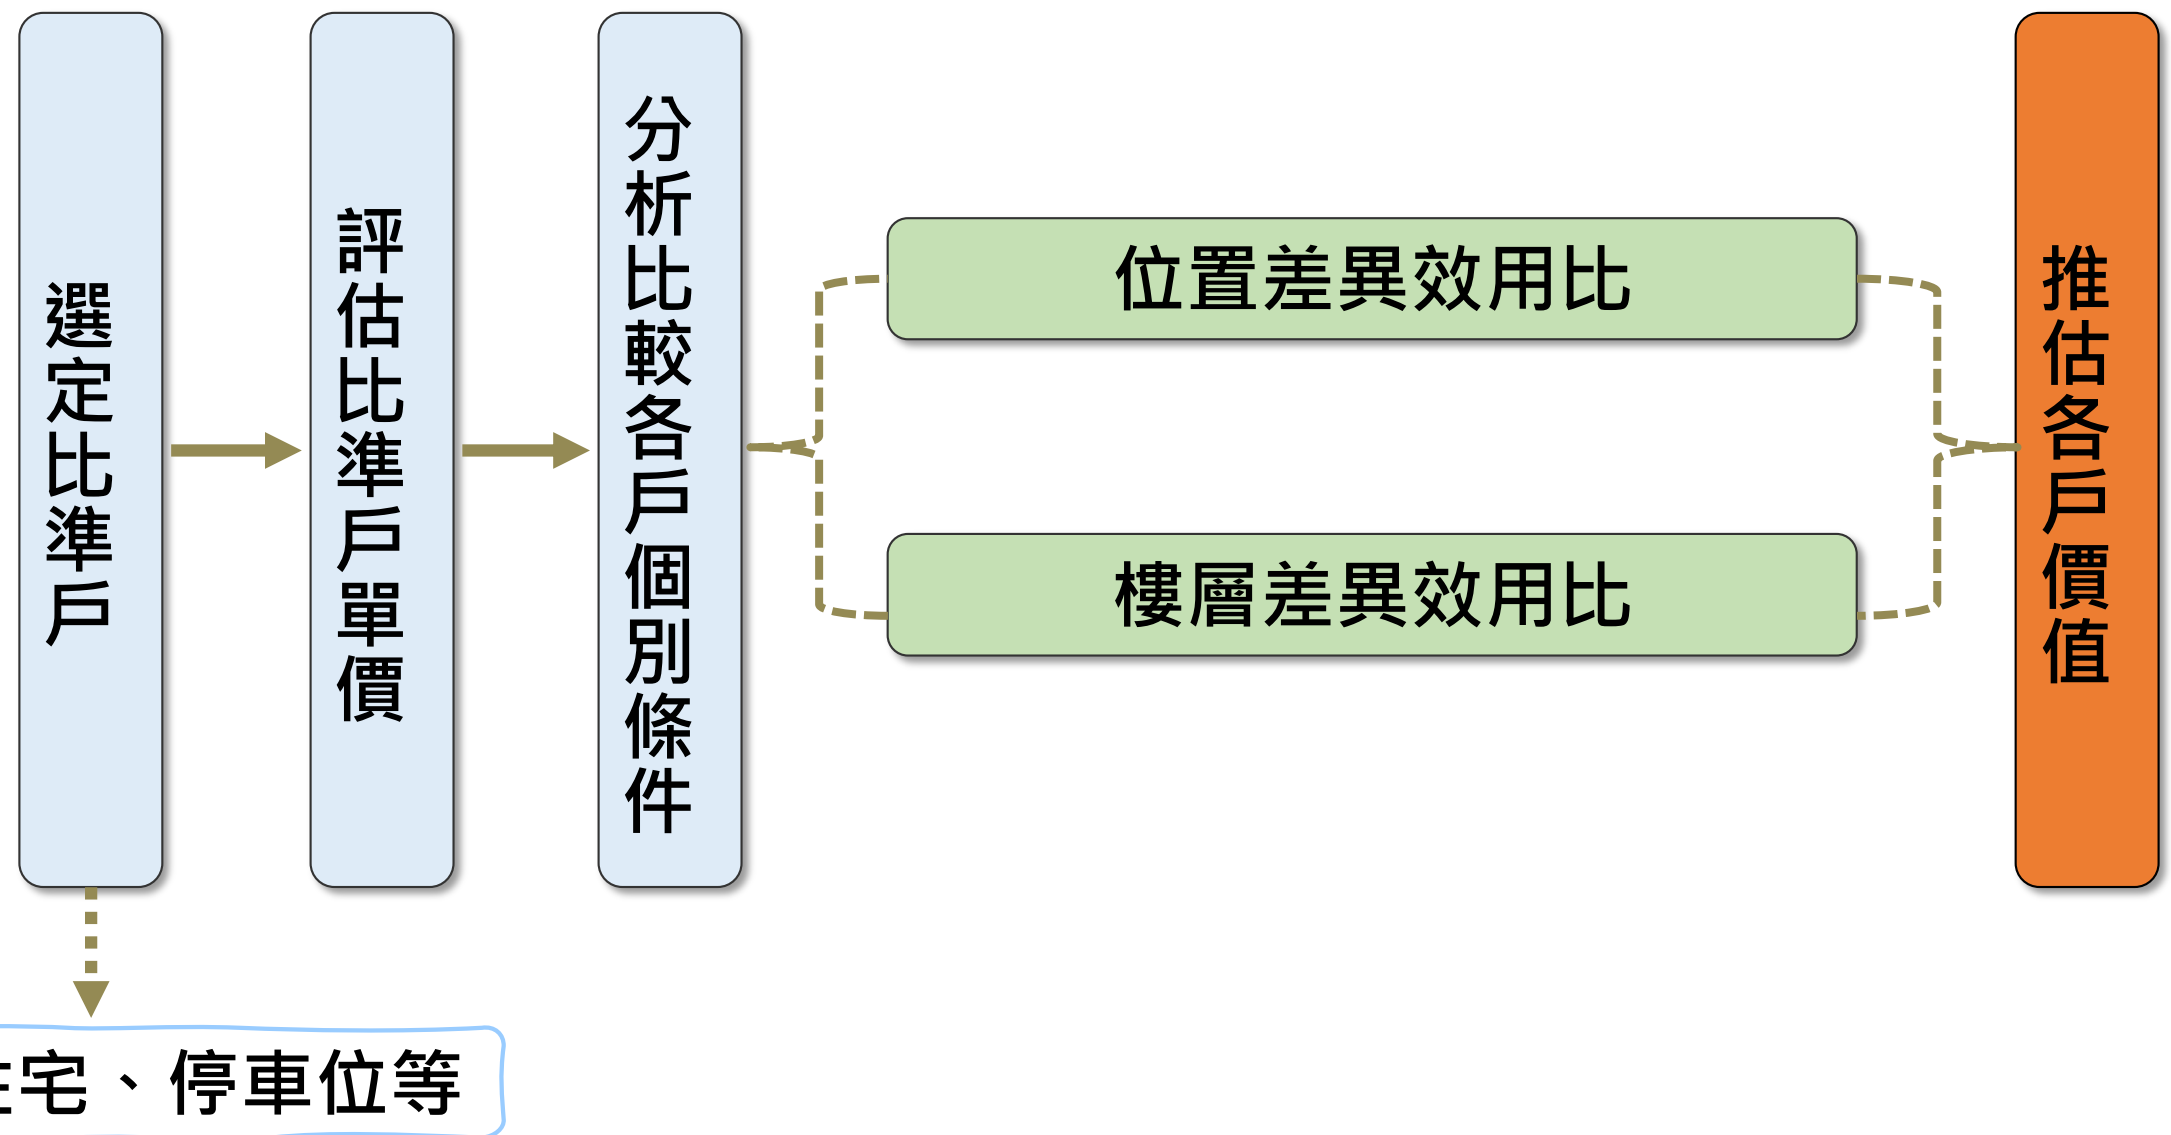 選定比準戶
評估比準戶單價
分析比較各戶個別條件
位置差異效用比
樓層差異效用比
推估各戶價值
宅、停車位等